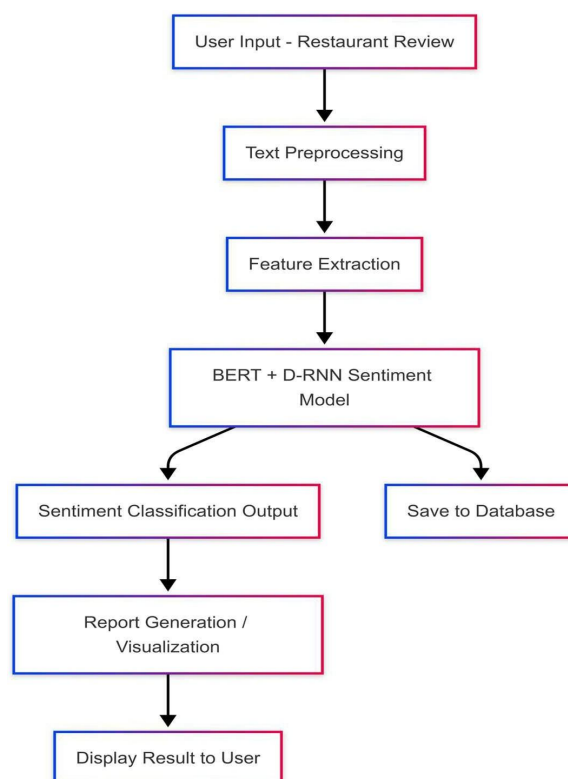 User Input - Restaurant Review
Text Preprocessing
Feature Extraction
BERT + D-RNN Sentiment
Model
Sentiment Classification Output
Save to Database
Report Generation /
Visualization
Display Result to User